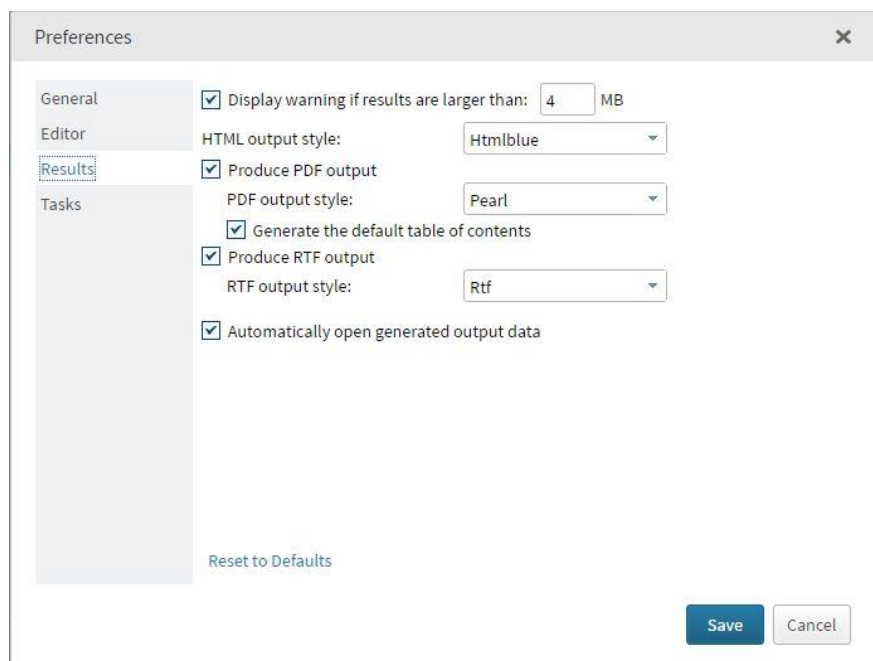 Preferences
General
Editor
Results
Tasks
Display warning if results are larger than: 4 MB
HTML output style: Htmlblue
Produce PDF output
PDF output style: Pearl
Generate the default table of contents
Produce RTF output
RTF output style: Rtf
Automatically open generated output data
Reset to Defaults
Save Cancel